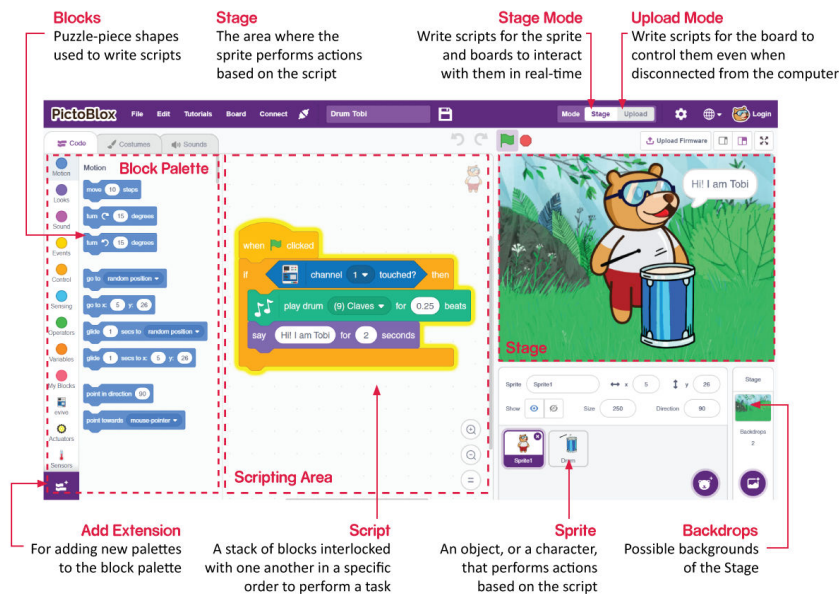 Blocks
Puzzle-piece shapes
used to write scripts
Stage
The area where the
sprite performs actions
based on the script
Stage Mode
Write scripts for the sprite
and boards to interact
with them in real-time
Upload Mode
Write scripts for the board to
control them even when
disconnected from the computer
PictoBlox File Edit Tutorials Board Connect Drum Tobi Mode Stage Upload Login
Code Costumes Sounds
Upload Firmware
Motion
Looks
Sound
Events
Control
Sensing
Operators
Variables
My Blocks
evive
Actuators
Sensors
Motion
Block Palette
move 10 steps
turn 15 degrees
turn 15 degrees
go to random position
go to x: 5 y: 26
glide 1 secs to random position
glide 1 secs to x: 5 y: 26
point in direction 90
point towards mouse-pointer
when clicked
if channel 1 touched? then
play drum (9) Claves for 0.25 beats
say Hi! I am Tobi for 2 seconds
Scripting Area
Hi! I am Tobi
Stage
Sprite Sprite1 x 5 y 26
Show Size 250 Direction 90
Sprite1
Drum
Stage
Backdrops
2
Add Extension
For adding new palettes
to the block palette
Script
A stack of blocks interlocked
with one another in a specific
order to perform a task
Sprite
An object, or a character,
that performs actions
based on the script
Backdrops
Possible backgrounds
of the Stage